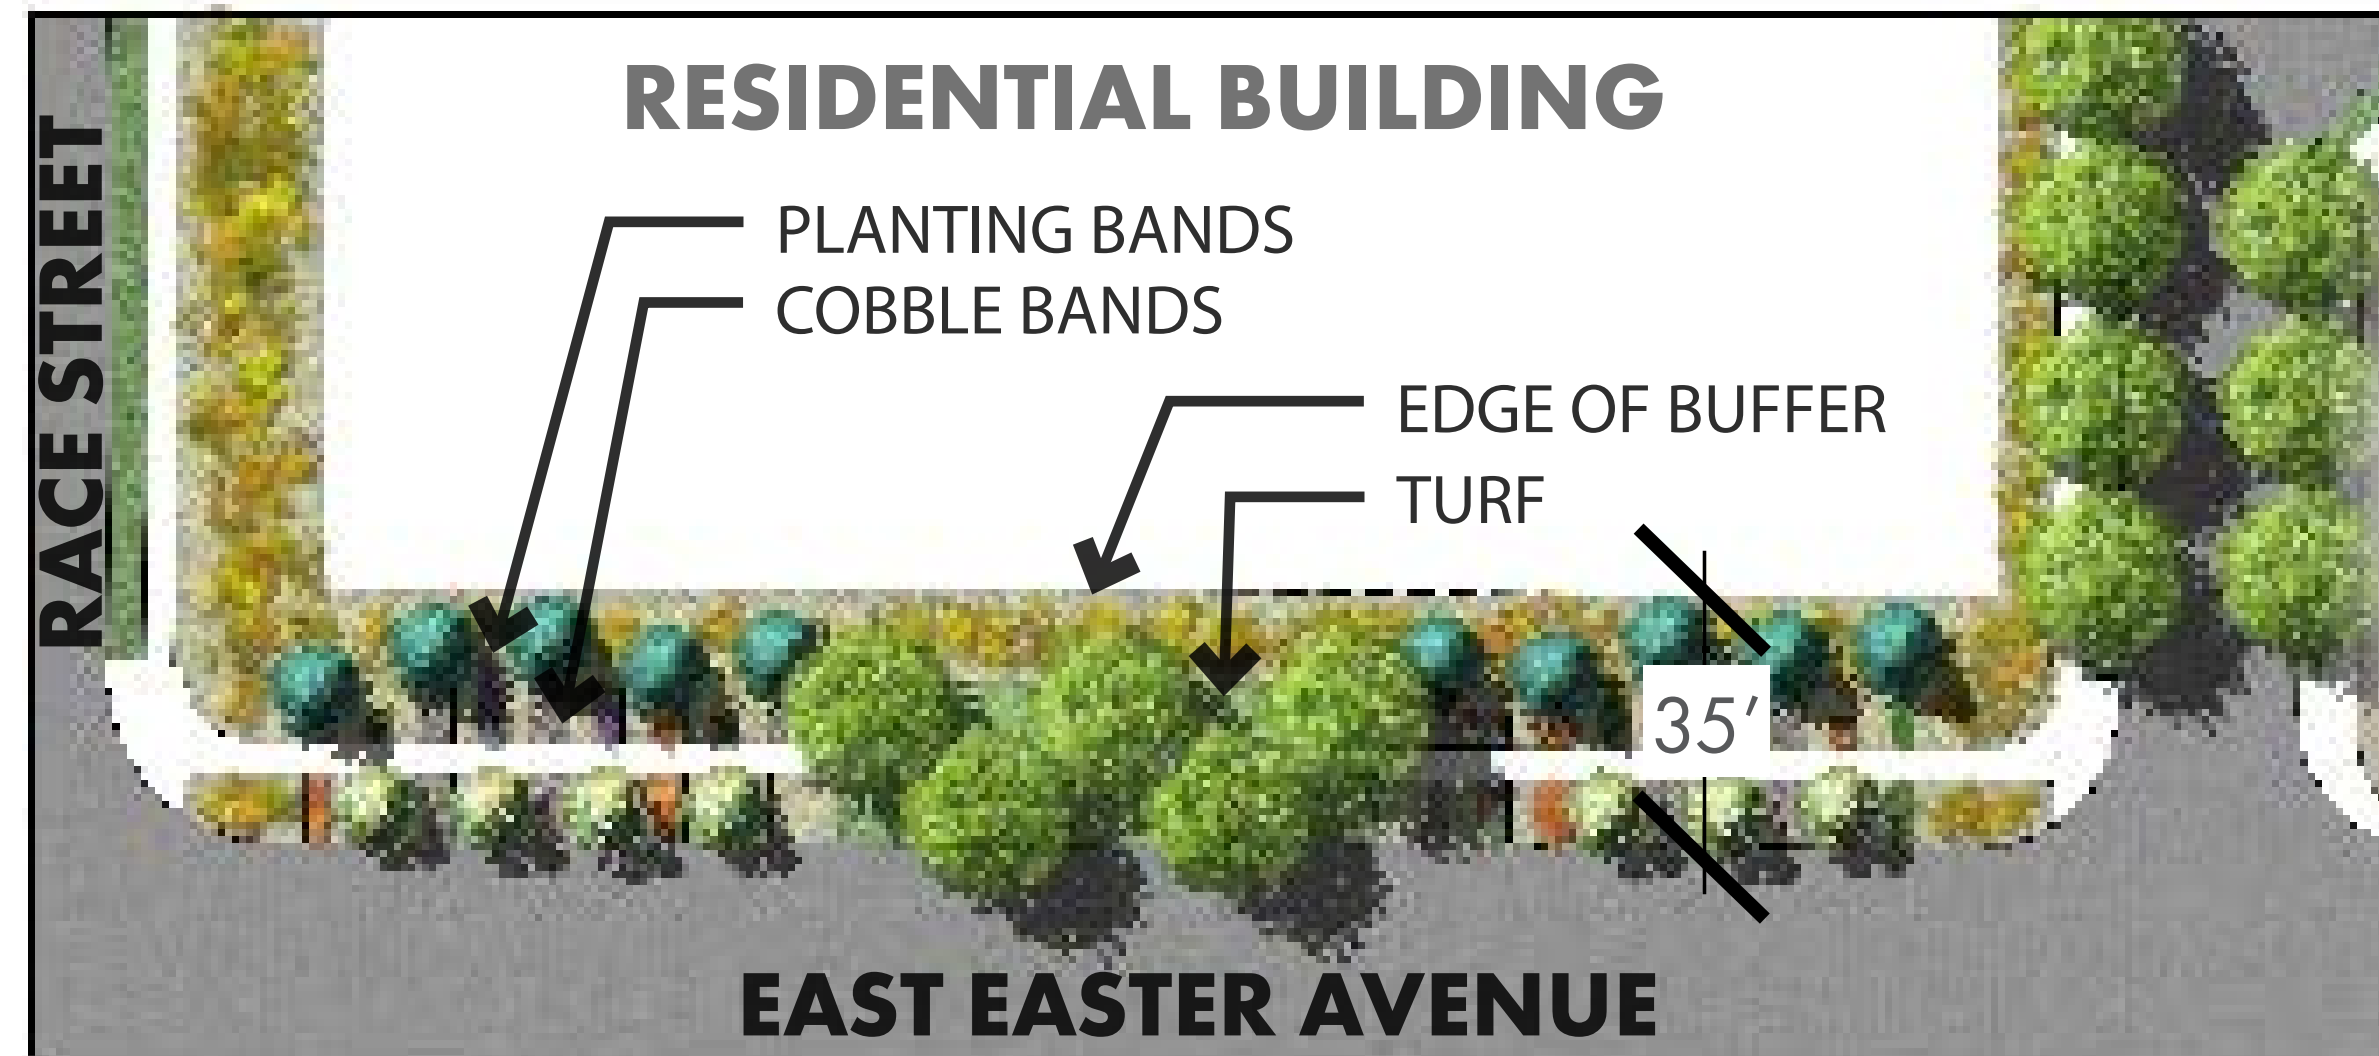 RESIDENTIAL BUILDING
PLANTING BANDS
COBBLE BANDS
EDGE OF BUFFER
TURF
RACE STREET
35'
EAST EASTER AVENUE